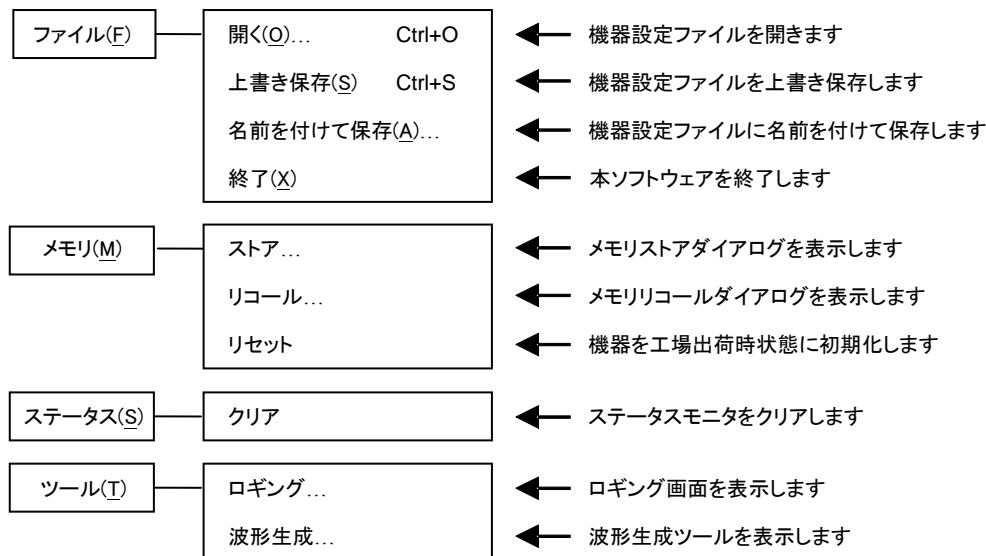 ファイル(F) 開く(O)... Ctrl+O 機器設定ファイルを開きます
上書き保存(S) Ctrl+S 機器設定ファイルを上書き保存します
名前を付けて保存(A)... 機器設定ファイルに名前を付けて保存します
終了(X) 本ソフトウェアを終了します
メモリ(M) ストア... メモリストアダイアログを表示します
リコール... メモリリコールダイアログを表示します
リセット 機器を工場出荷時状態に初期化します
ステータス(S) クリア ステータスモニタをクリアします
ツール(T) ロギング... ロギング画面を表示します
波形生成... 波形生成ツールを表示します